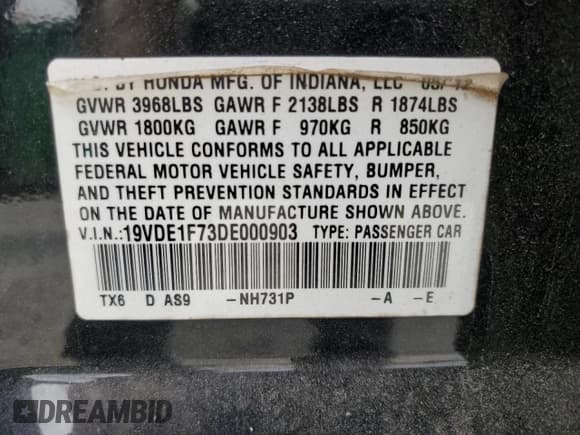 BY HONDA MFG. OF INDIANA, LLC
GVWR 3968LBS GAWR F 2138LBS R 1874LBS
GVWR 1800KG GAWR F 970KG R 850KG
THIS VEHICLE CONFORMS TO ALL APPLICABLE
FEDERAL MOTOR VEHICLE SAFETY, BUMPER,
AND THEFT PREVENTION STANDARDS IN EFFECT
ON THE DATE OF MANUFACTURE SHOWN ABOVE.
V.I.N.:19VDE1F73DE000903 TYPE: PASSENGER CAR
TX6 D AS9 -NH731P -A -E
DREAMBID